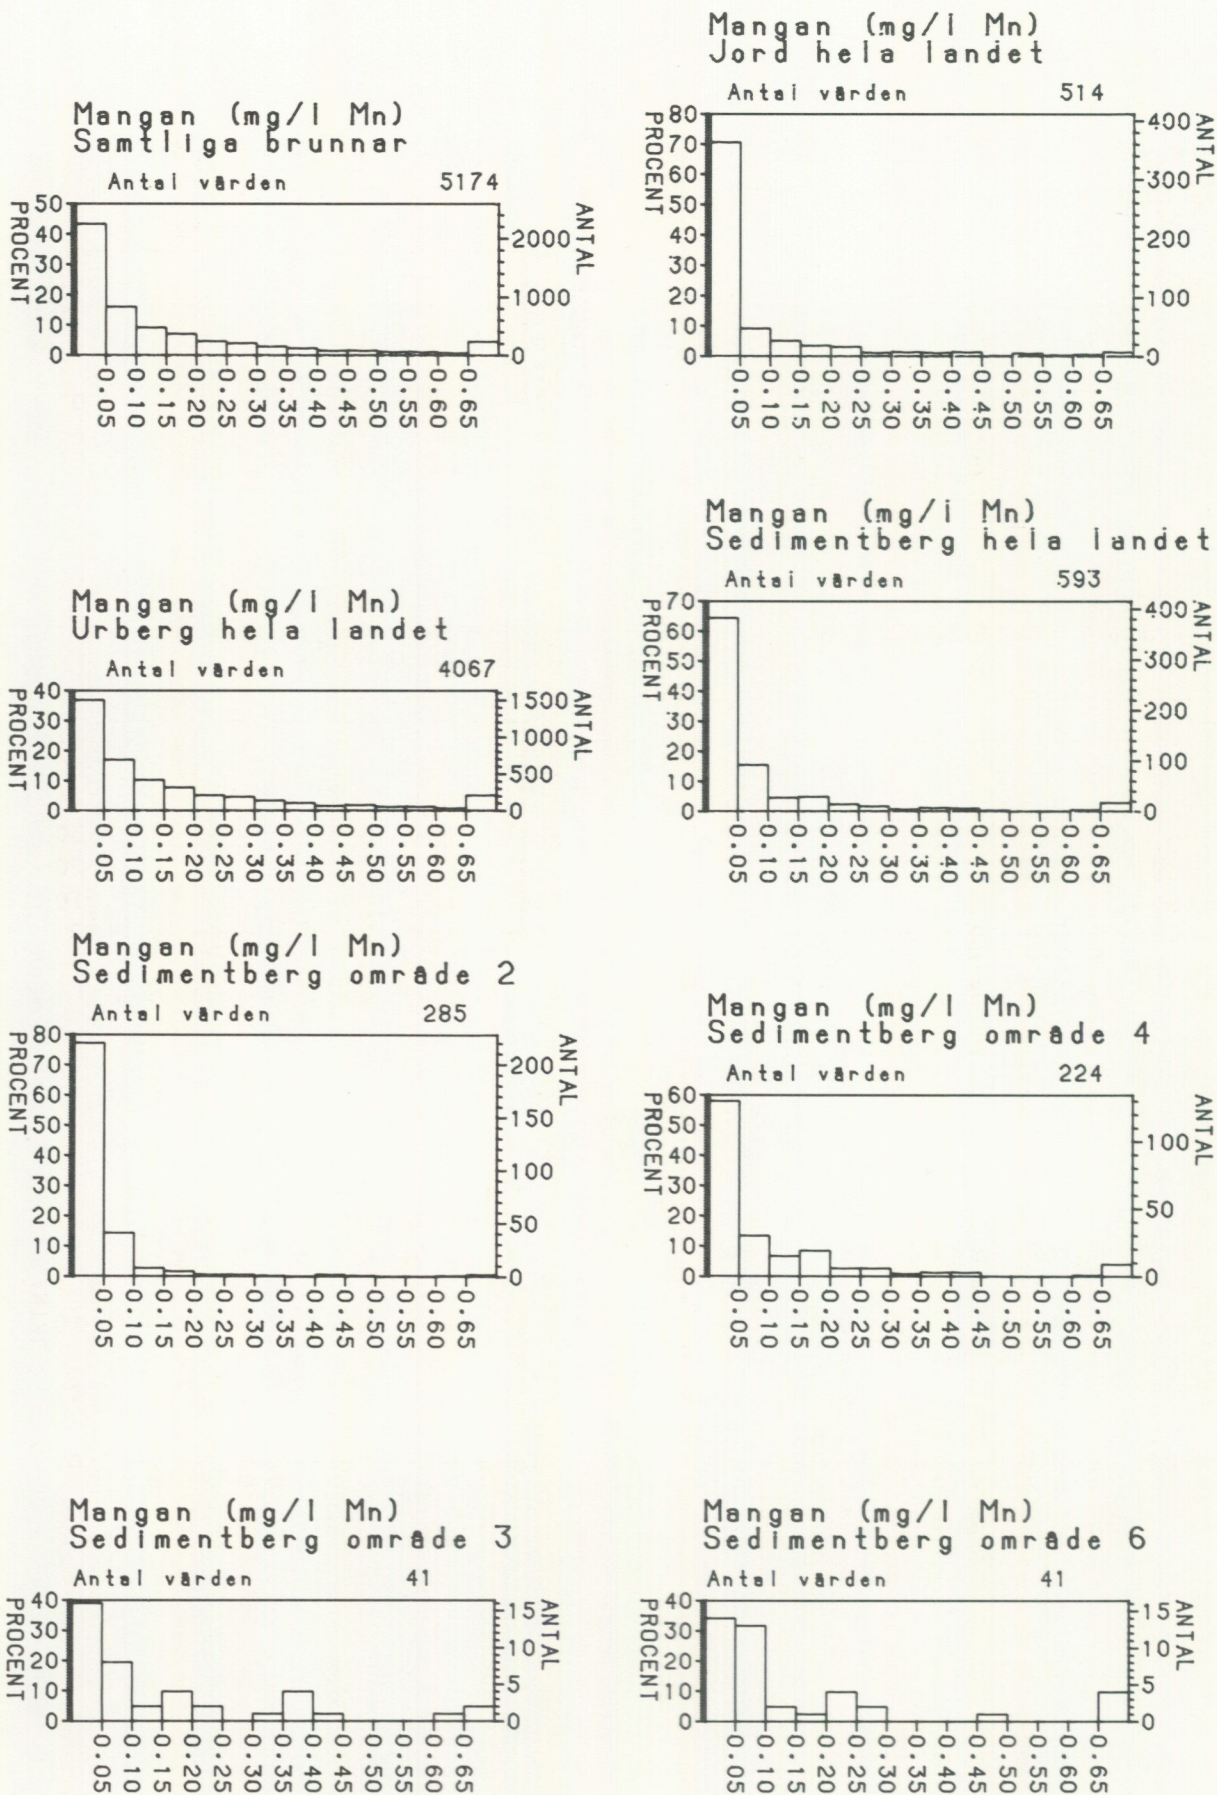 Mangan (mg/l Mn)
Samtliga brunnar
Antal värden 5174
PROCENT
50
40
30
20
10
0
ANTAL
2000
1000
0
0.05 0.10 0.15 0.20 0.25 0.30 0.35 0.40 0.45 0.50 0.55 0.60 0.65
Mangan (mg/l Mn)
Jord hela landet
Antal värden 514
PROCENT
80
70
60
50
40
30
20
10
0
ANTAL
400
300
200
100
0
0.05 0.10 0.15 0.20 0.25 0.30 0.35 0.40 0.45 0.50 0.55 0.60 0.65
Mangan (mg/l Mn)
Urberg hela landet
Antal värden 4067
PROCENT
40
30
20
10
0
ANTAL
1500
1000
500
0
0.05 0.10 0.15 0.20 0.25 0.30 0.35 0.40 0.45 0.50 0.55 0.60 0.65
Mangan (mg/l Mn)
Sedimentberg hela landet
Antal värden 593
PROCENT
70
60
50
40
30
20
10
0
ANTAL
400
300
200
100
0
0.05 0.10 0.15 0.20 0.25 0.30 0.35 0.40 0.45 0.50 0.55 0.60 0.65
Mangan (mg/l Mn)
Sedimentberg område 2
Antal värden 285
PROCENT
80
70
60
50
40
30
20
10
0
ANTAL
200
150
100
50
0
0.05 0.10 0.15 0.20 0.25 0.30 0.35 0.40 0.45 0.50 0.55 0.60 0.65
Mangan (mg/l Mn)
Sedimentberg område 4
Antal värden 224
PROCENT
60
50
40
30
20
10
0
ANTAL
100
50
0
0.05 0.10 0.15 0.20 0.25 0.30 0.35 0.40 0.45 0.50 0.55 0.60 0.65
Mangan (mg/l Mn)
Sedimentberg område 3
Antal värden 41
PROCENT
40
30
20
10
0
ANTAL
15
10
5
0
0.05 0.10 0.15 0.20 0.25 0.30 0.35 0.40 0.45 0.50 0.55 0.60 0.65
Mangan (mg/l Mn)
Sedimentberg område 6
Antal värden 41
PROCENT
40
30
20
10
0
ANTAL
15
10
5
0
0.05 0.10 0.15 0.20 0.25 0.30 0.35 0.40 0.45 0.50 0.55 0.60 0.65